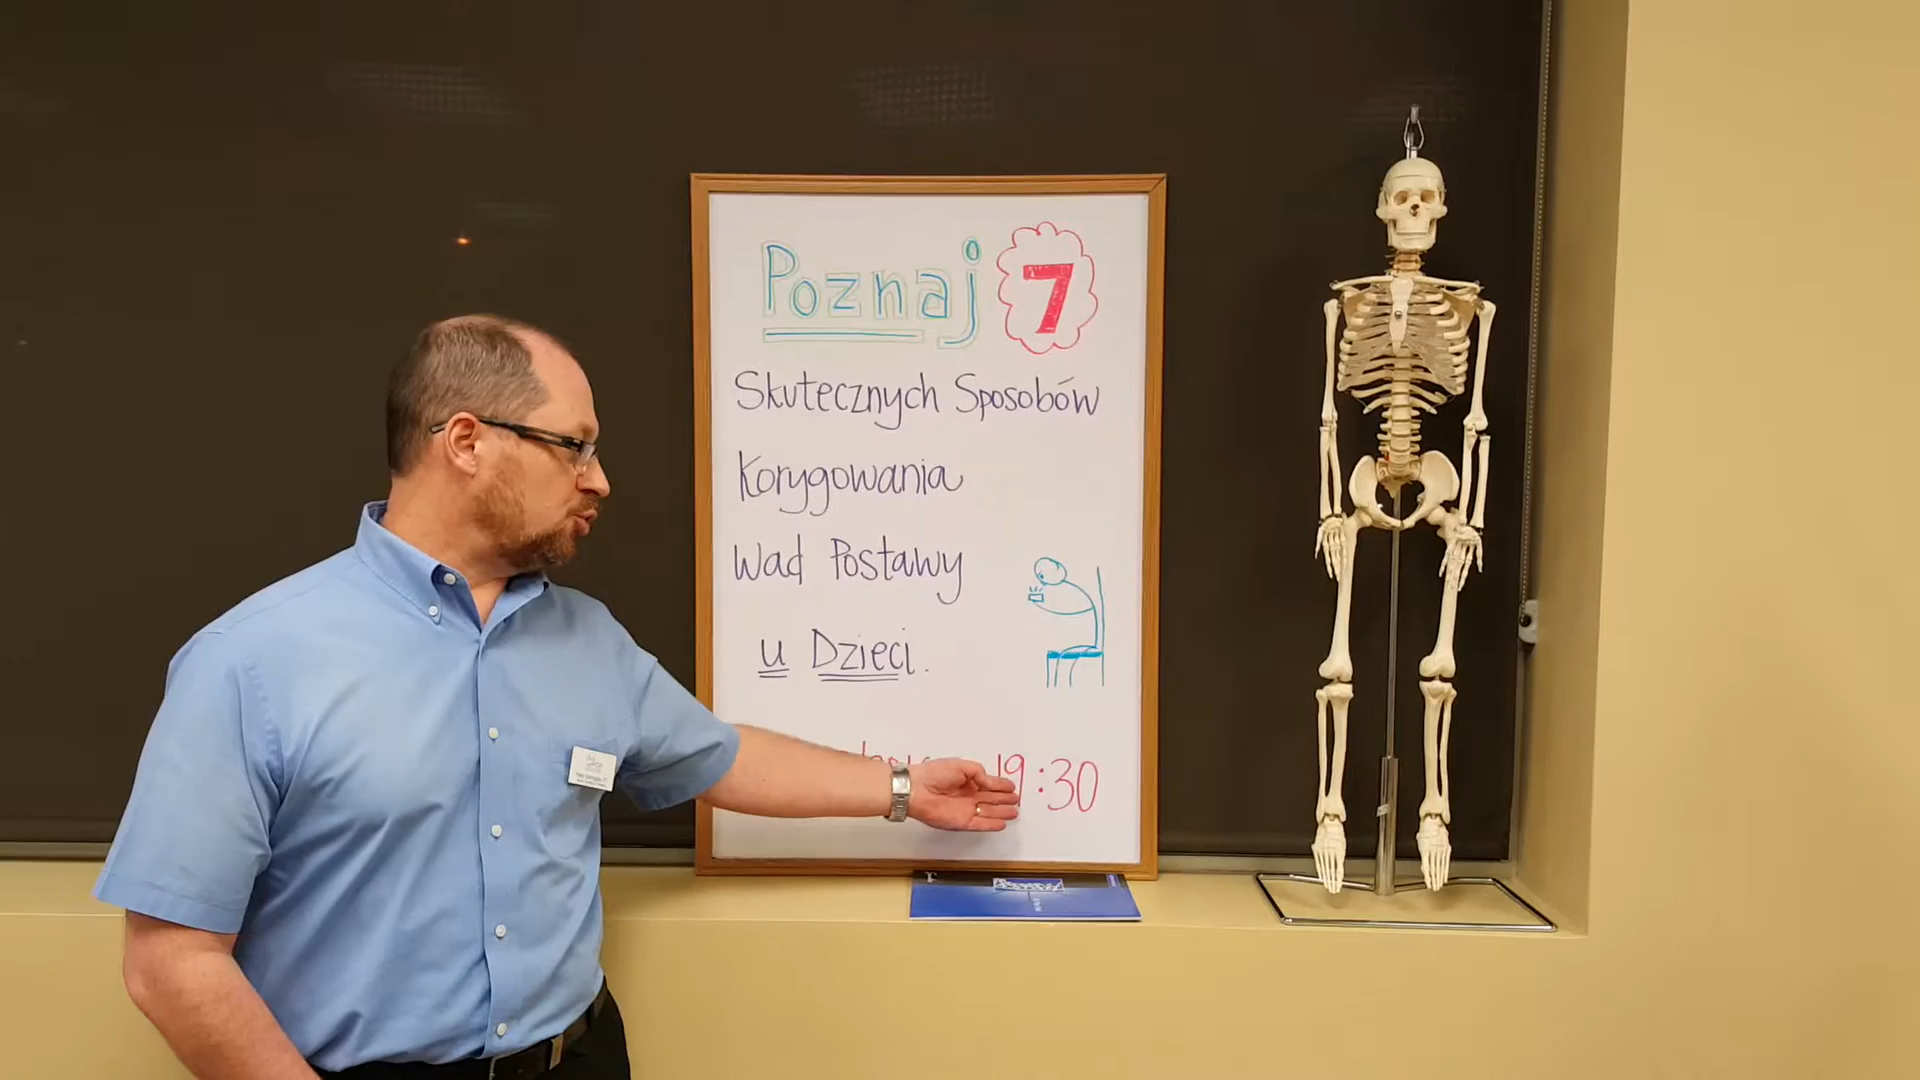 Poznaj 7
Skutecznych Sposobów
Korygowania
Wad Postawy
u Dzieci.
19:30